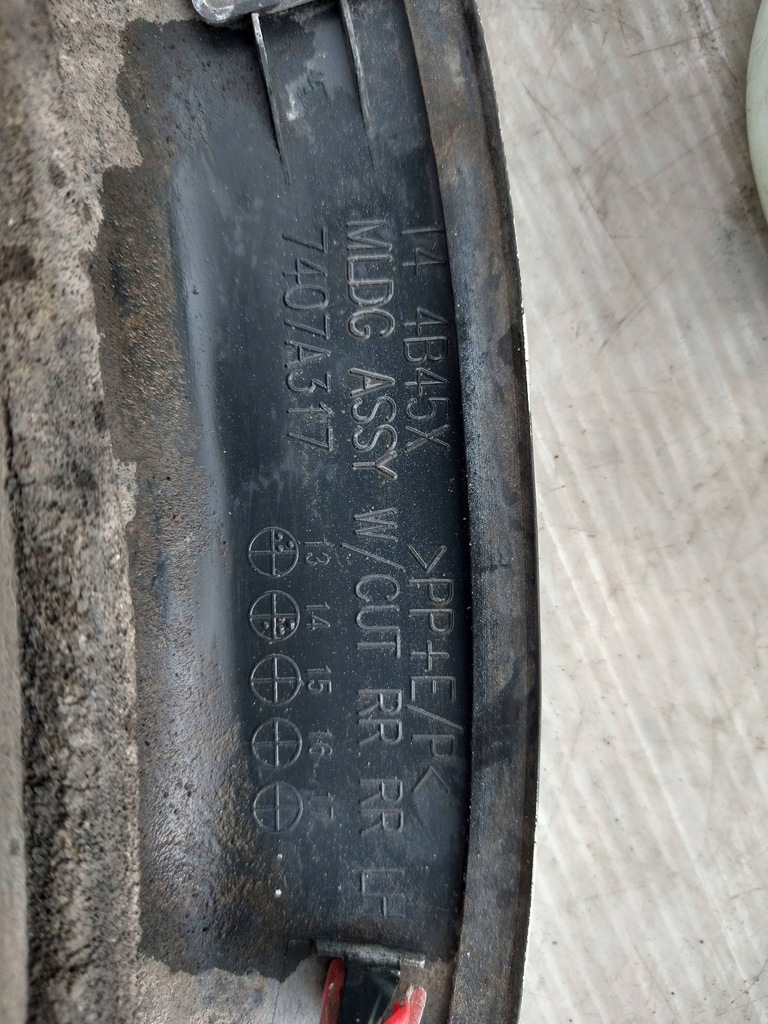 14 4B45X >PP+E/P<
MLDG ASSY W/CUT RR RR LH
7407A317
13 14 15 16 17